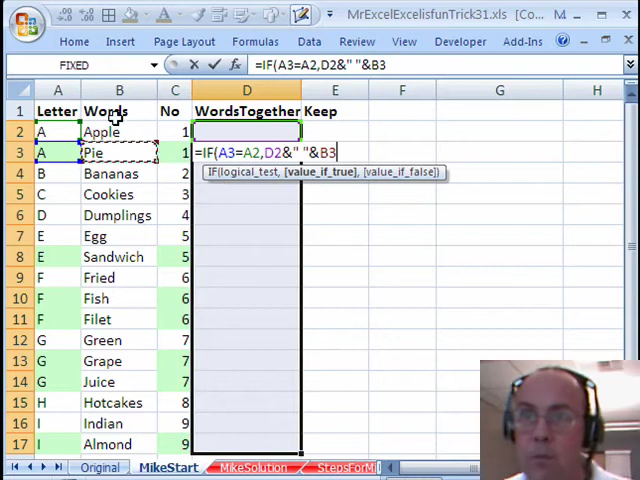 MrExcelExcelisfunTrick31.xls [Co...
Home Insert Page Layout Formulas Data Review View Developer Add-Ins
FIXED =IF(A3=A2,D2&" "&B3
A B C D E F G H
1 Letter Words No WordsTogether Keep
2 A Apple 1
3 A Pie 1 =IF(A3=A2,D2&" "&B3
4 B Bananas 2
IF(logical_test, [value_if_true], [value_if_false])
5 C Cookies 3
6 D Dumplings 4
7 E Egg 5
8 E Sandwich 5
9 F Fried 6
10 F Fish 6
11 F Filet 6
12 G Green 7
13 G Grape 7
14 G Juice 7
15 H Hotcakes 8
16 I Indian 9
17 I Almond 9
Original MikeStart MikeSolution StepsForMi